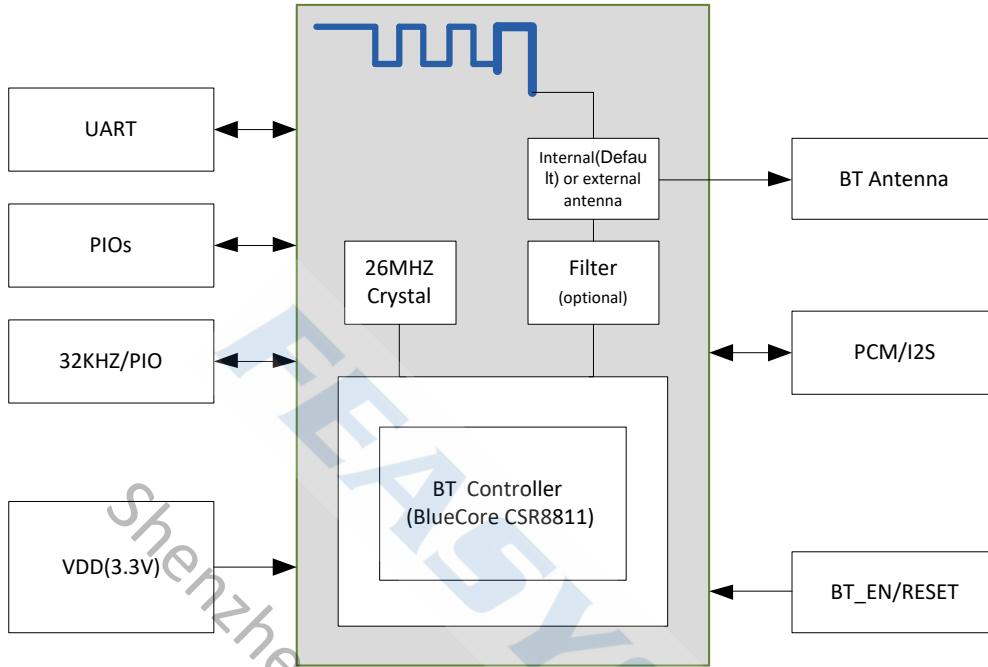 UART
PIOs
32KHZ/PIO
VDD(3.3V)
Internal(Defau
lt) or external
antenna
26MHZ
Crystal
Filter
(optional)
BT Controller
(BlueCore CSR8811)
BT Antenna
PCM/I2S
BT_EN/RESET
FEASY
Shenzhe